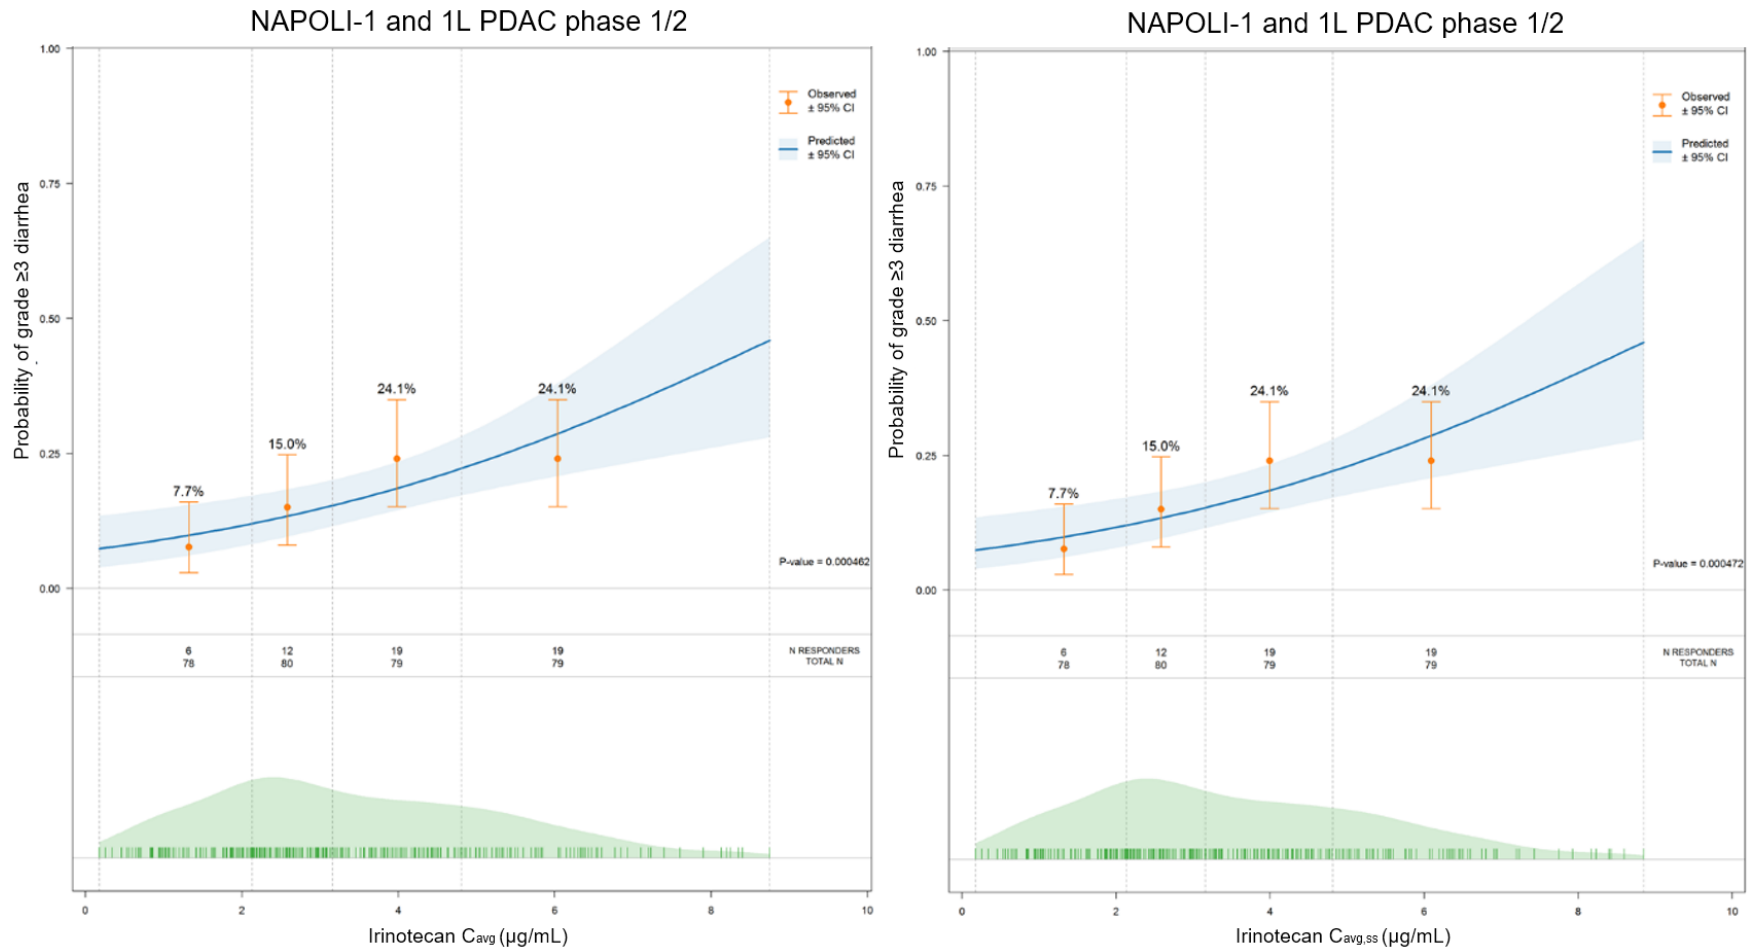 NAPOLI-1 and 1L PDAC phase 1/2
1.00
0.75
0.50
0.25
0.00
Probability of grade ≥3 diarrhea
Observed
± 95% CI
Predicted
± 95% CI
7.7%
15.0%
24.1%
24.1%
P-value = 0.000462
6 12 19 19 N RESPONDERS
78 80 79 79 TOTAL N
0 2 4 6 8 10
Irinotecan Cavg (µg/mL)
NAPOLI-1 and 1L PDAC phase 1/2
1.00
0.75
0.50
0.25
0.00
Probability of grade ≥3 diarrhea
Observed
± 95% CI
Predicted
± 95% CI
7.7%
15.0%
24.1%
24.1%
P-value = 0.000472
6 12 19 19 N RESPONDERS
78 80 79 79 TOTAL N
0 2 4 6 8 10
Irinotecan Cavg,ss (µg/mL)